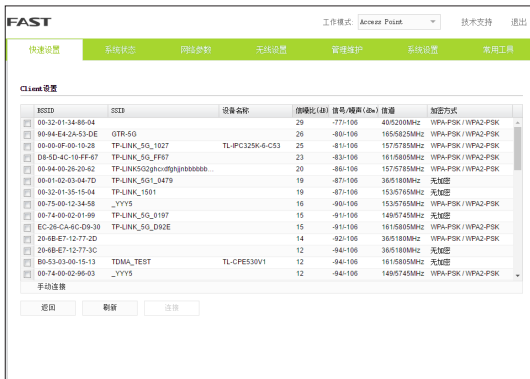 FAST 工作模式: Access Point 技术支持 退出
快速设置 系统状态 网络参数 无线设置 管理维护 系统设置 常用工具
Client设置
BSSID SSID 设备名称 信噪比(dB) 信号/噪声(dBm) 信道 加密方式
00-32-01-34-86-04 29 -77/-106 40/5200MHz WPA-PSK / WPA2-PSK
90-94-E4-2A-53-DE GTR-5G 26 -80/-106 165/5825MHz WPA-PSK / WPA2-PSK
00-00-0F-00-10-28 TP-LINK_5G_1027 TL-IPC325K-6-C53 25 -81/-106 157/5785MHz WPA-PSK / WPA2-PSK
D8-5D-4C-10-FF-67 TP-LINK_5G_FF67 23 -83/-106 161/5805MHz WPA-PSK / WPA2-PSK
00-94-00-26-20-62 20 -86/-106 157/5785MHz WPA-PSK / WPA2-PSK
00-01-02-03-04-7D TP-LINK_5G1_0479 19 -87/-106 36/5180MHz 无加密
00-32-01-35-15-04 TP-LINK_1501 19 -87/-106 153/5765MHz 无加密
00-75-00-12-34-58 _YYY5 16 -90/-106 153/5765MHz WPA-PSK / WPA2-PSK
00-74-00-02-01-99 TP-LINK_5G_0197 15 -91/-106 149/5745MHz 无加密
EC-26-CA-6C-D9-30 TP-LINK_5G_D92E 15 -91/-106 161/5805MHz WPA-PSK / WPA2-PSK
20-6B-E7-12-77-2D 14 -92/-106 36/5180MHz WPA-PSK / WPA2-PSK
20-6B-E7-12-77-3C 12 -94/-106 36/5180MHz 无加密
B0-53-03-00-15-13 TDMA_TEST TL-CPE530V1 12 -94/-106 161/5805MHz 无加密
00-74-00-02-96-03 _YYY5 12 -94/-106 149/5745MHz WPA-PSK / WPA2-PSK
手动连接
返回 刷新 连接